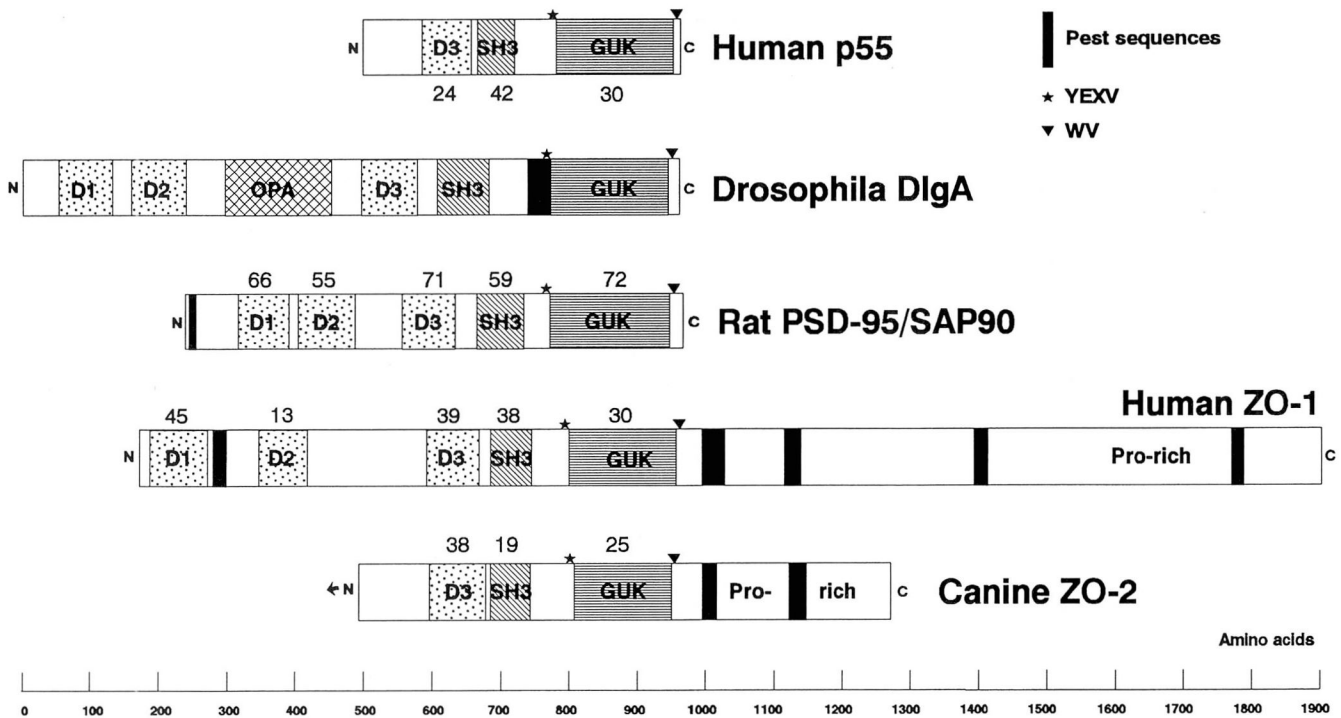 N D3 SH3 GUK C Human p55
24 42 30
Pest sequences
★ YEXV
▼ WV
N D1 D2 OPA D3 SH3 GUK C Drosophila DlgA
66 55 71 59 72
N D1 D2 D3 SH3 GUK C Rat PSD-95/SAP90
Human ZO-1
45 13 39 38 30
N D1 D2 D3 SH3 GUK Pro-rich C
38 19 25
N D3 SH3 GUK Pro- rich C Canine ZO-2
Amino acids
0 100 200 300 400 500 600 700 800 900 1000 1100 1200 1300 1400 1500 1600 1700 1800 1900